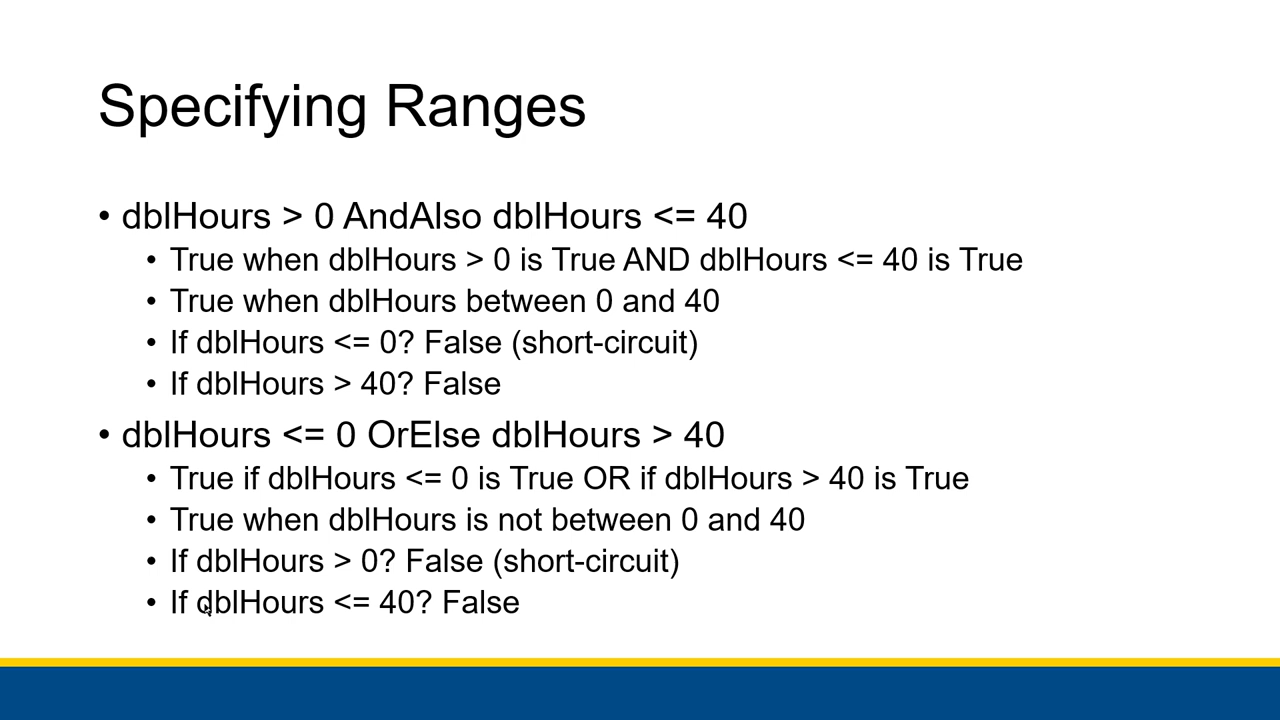 Specifying Ranges
• dblHours > 0 AndAlso dblHours <= 40
• True when dblHours > 0 is True AND dblHours <= 40 is True
• True when dblHours between 0 and 40
• If dblHours <= 0? False (short-circuit)
• If dblHours > 40? False
• dblHours <= 0 OrElse dblHours > 40
• True if dblHours <= 0 is True OR if dblHours > 40 is True
• True when dblHours is not between 0 and 40
• If dblHours > 0? False (short-circuit)
• If dblHours <= 40? False